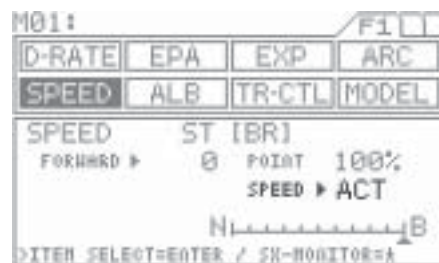 M01:
F1
D-RATE EPA EXP ARC
SPEED ALB TR-CTL MODEL
SPEED ST [BR]
FORWARD ▸ 0 POINT 100%
SPEED ▸ ACT
N B
>ITEM SELECT=ENTER / SX-MONITOR=